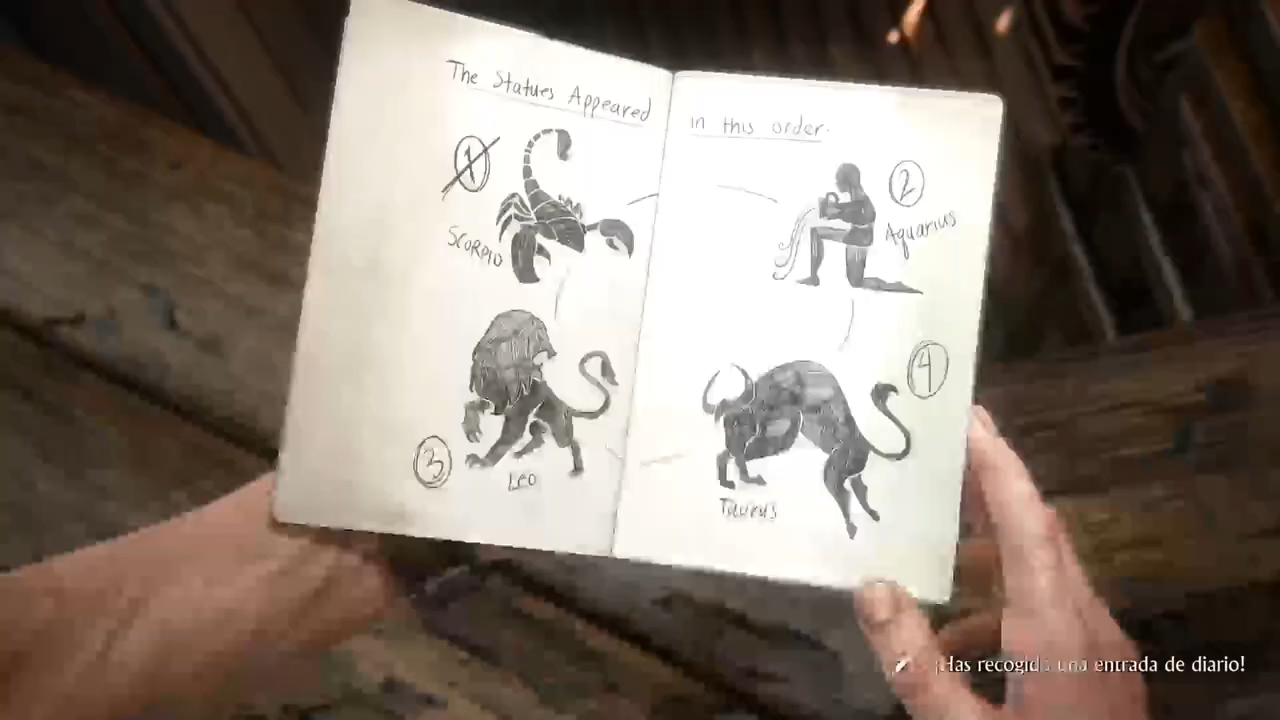 The Statues Appeared
in this order.
1
Scorpio
2
Aquarius
3
Leo
4
Taurus
¡Has recogido una entrada de diario!